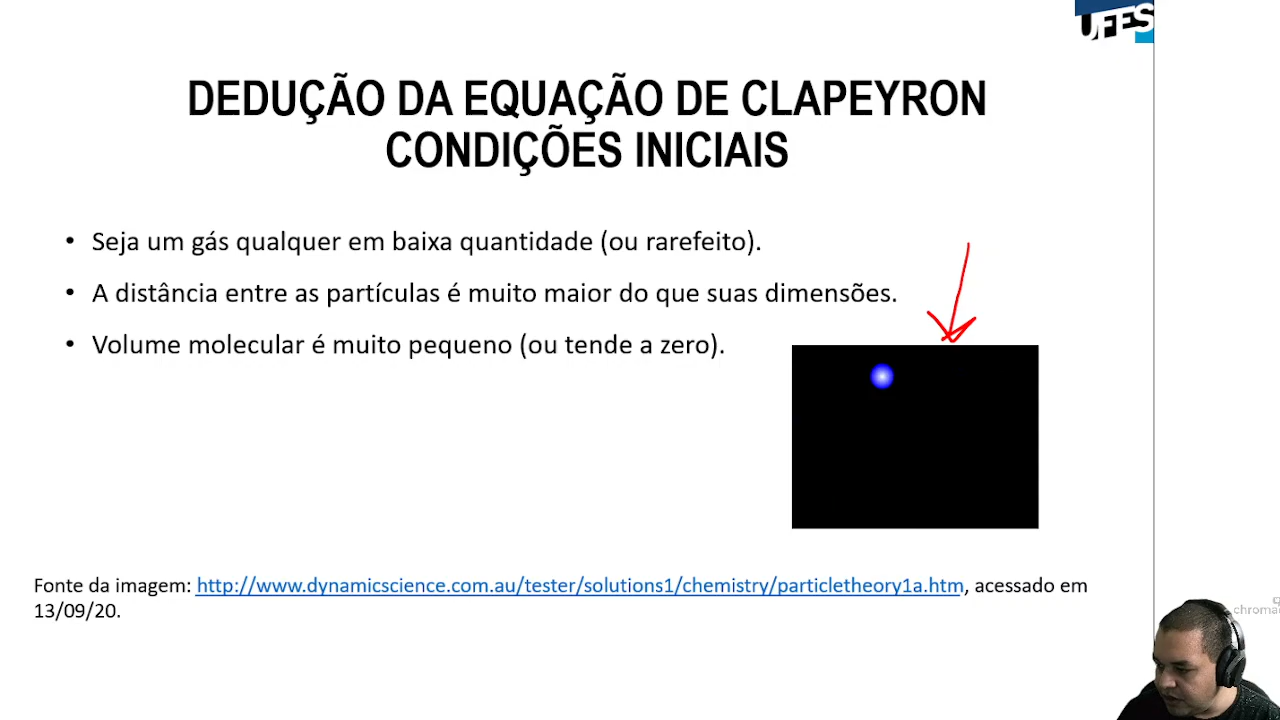 UFES
DEDUÇÃO DA EQUAÇÃO DE CLAPEYRON
CONDIÇÕES INICIAIS
• Seja um gás qualquer em baixa quantidade (ou rarefeito).
• A distância entre as partículas é muito maior do que suas dimensões.
• Volume molecular é muito pequeno (ou tende a zero).
Fonte da imagem: http://www.dynamicscience.com.au/tester/solutions1/chemistry/particletheory1a.htm, acessado em
13/09/20.